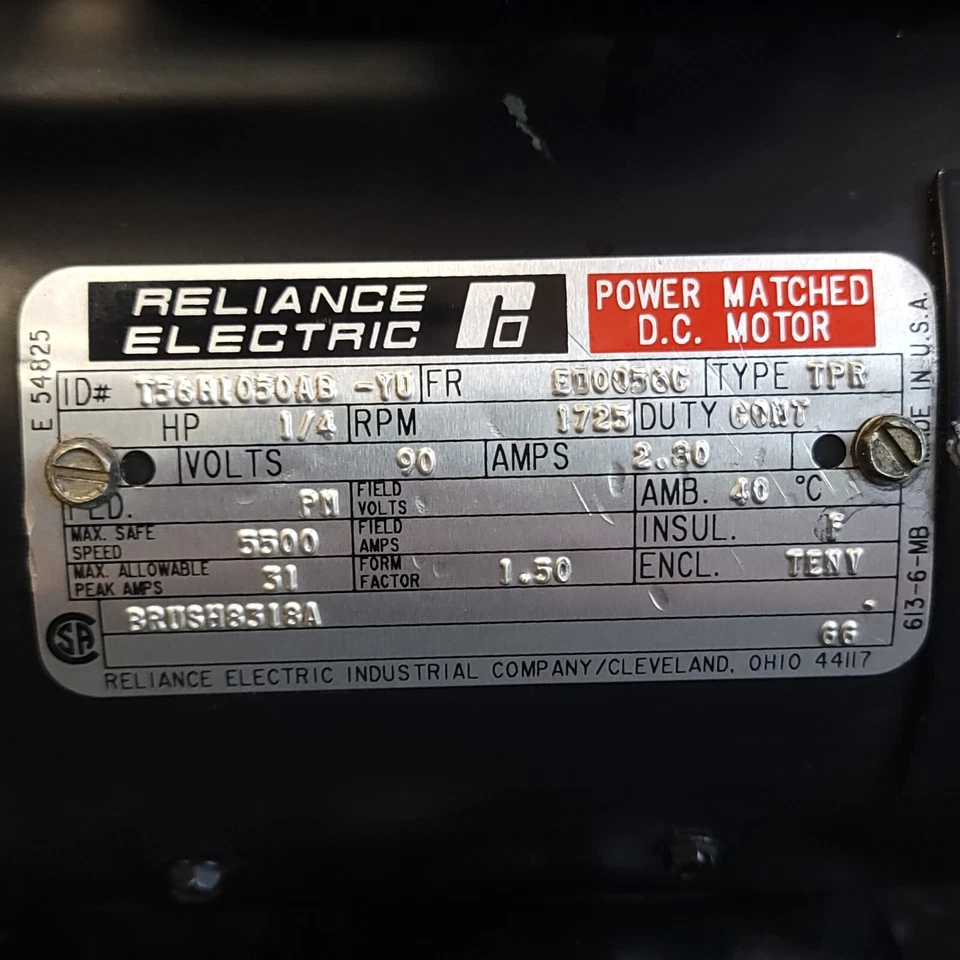 RELIANCE ELECTRIC
POWER MATCHED
D.C. MOTOR
E 54825
ID# T56H1050AB -YU FR ED0056C TYPE TPR
HP 1/4 RPM 1725 DUTY CONT
VOLTS 90 AMPS 2.80
PM FIELD VOLTS AMB. 40 °C
MAX. SAFE SPEED 5500 FIELD AMPS INSUL. F
MAX. ALLOWABLE PEAK AMPS 31 FORM FACTOR 1.50 ENCL. TENV
BRUSH8318A .
66
RELIANCE ELECTRIC INDUSTRIAL COMPANY/CLEVELAND, OHIO 44117
SA
613-6-MB
IN U.S.A.